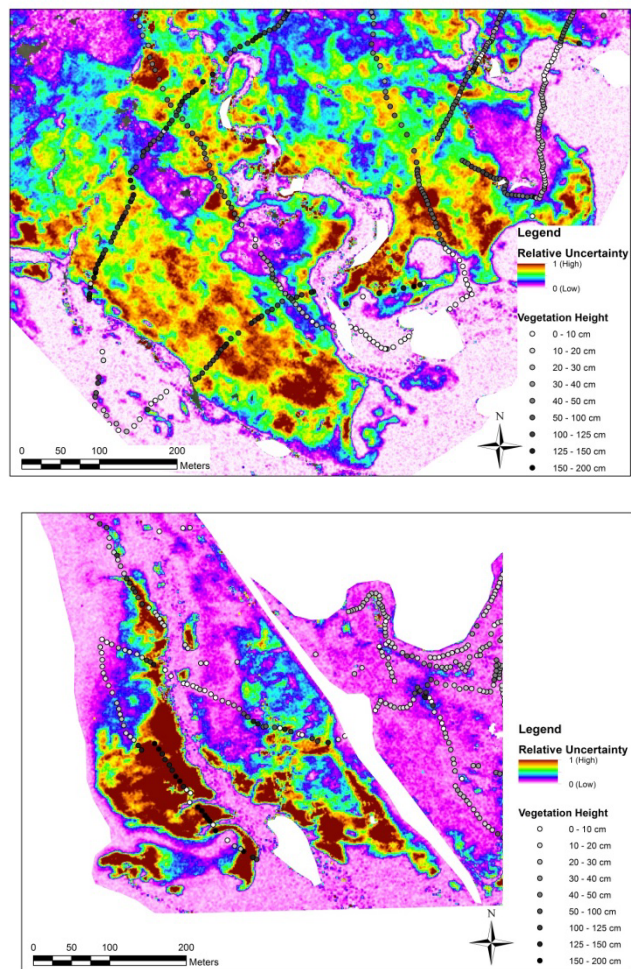 Legend
Relative Uncertainty
1 (High)
0 (Low)
Vegetation Height
0 - 10 cm
10 - 20 cm
20 - 30 cm
30 - 40 cm
40 - 50 cm
50 - 100 cm
100 - 125 cm
125 - 150 cm
150 - 200 cm
N
0 50 100 200
Meters
Legend
Relative Uncertainty
1 (High)
0 (Low)
Vegetation Height
0 - 10 cm
10 - 20 cm
20 - 30 cm
30 - 40 cm
40 - 50 cm
50 - 100 cm
100 - 125 cm
125 - 150 cm
150 - 200 cm
N
0 50 100 200
Meters